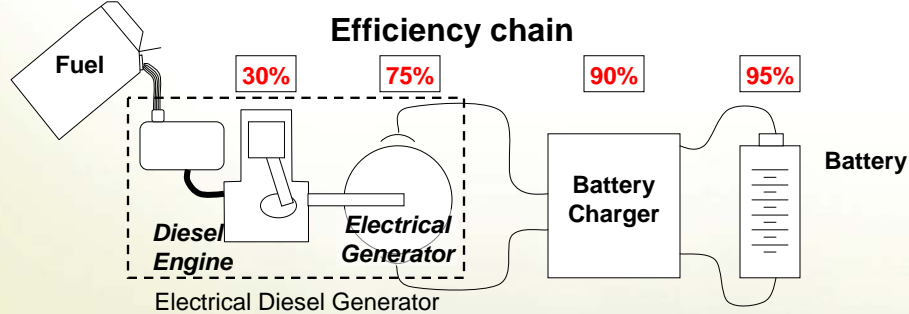 Efficiency chain
Fuel
30%
75%
90%
95%
Battery
Battery
Charger
Diesel
Engine
Electrical
Generator
Electrical Diesel Generator